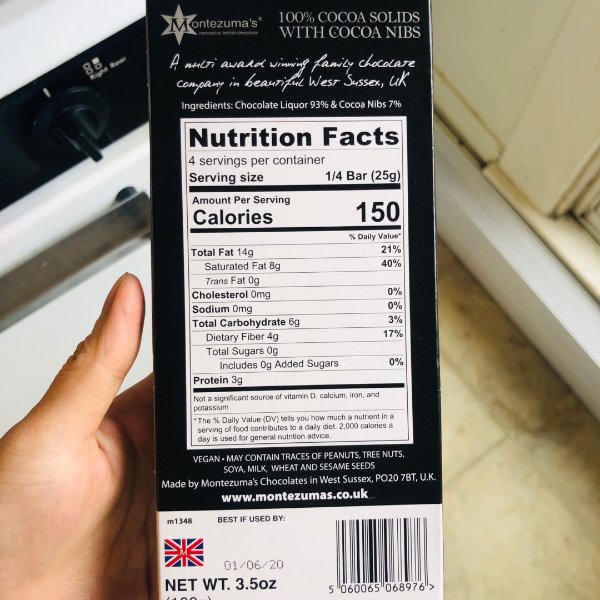 Montezuma's®
innovative british chocolate
100% COCOA SOLIDS
WITH COCOA NIBS
A multi award winning family chocolate
company in beautiful West Sussex, UK
Ingredients: Chocolate Liquor 93% & Cocoa Nibs 7%
Nutrition Facts
4 servings per container
Serving size 1/4 Bar (25g)
Amount Per Serving
Calories 150
% Daily Value*
Total Fat 14g 21%
Saturated Fat 8g 40%
Trans Fat 0g
Cholesterol 0mg 0%
Sodium 0mg 0%
Total Carbohydrate 6g 3%
Dietary Fiber 4g 17%
Total Sugars 0g
Includes 0g Added Sugars 0%
Protein 3g
Not a significant source of vitamin D, calcium, iron, and
potassium
*The % Daily Value (DV) tells you how much a nutrient in a
serving of food contributes to a daily diet. 2,000 calories a
day is used for general nutrition advice.
VEGAN • MAY CONTAIN TRACES OF PEANUTS, TREE NUTS,
SOYA, MILK, WHEAT AND SESAME SEEDS
Made by Montezuma's Chocolates in West Sussex, PO20 7BT, U.K.
www.montezumas.co.uk
m1348 BEST IF USED BY:
01/06/20
NET WT. 3.5oz
5 060065 068976 >